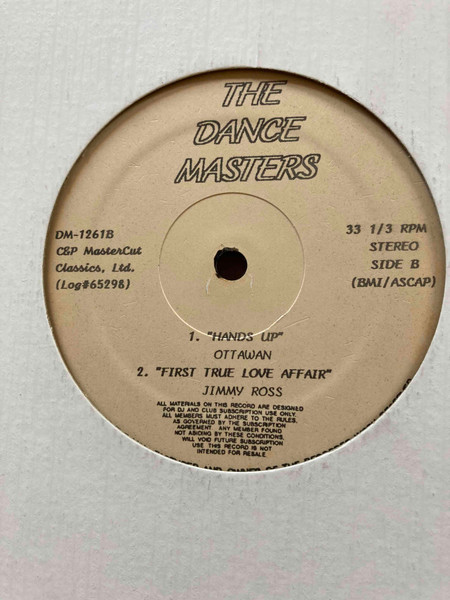 THE
DANCE
MASTERS
DM-1261B
C&P MasterCut
Classics, Ltd.
(Log#65298)
33 1/3 RPM
STEREO
SIDE B
(BMI/ASCAP)
1. "HANDS UP"
OTTAWAN
2. "FIRST TRUE LOVE AFFAIR"
JIMMY ROSS
ALL MATERIALS ON THIS RECORD ARE DESIGNED
FOR DJ AND CLUB SUBSCRIPTION USE ONLY.
ALL MEMBERS MUST ADHERE TO THE RULES,
AS GOVERNED BY THE SUBSCRIPTION
AGREEMENT. ANY MEMBER FOUND
NOT ABIDING BY THESE CONDITIONS,
WILL VOID FUTURE SUBSCRIPTION
USE. THIS RECORD IS NOT
INTENDED FOR RESALE.
AND OWNER OF THE